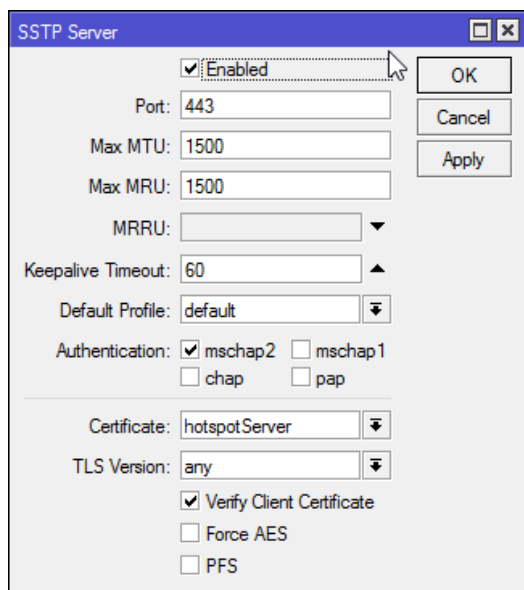 SSTP Server
Enabled
OK
Port: 443
Cancel
Max MTU: 1500
Apply
Max MRU: 1500
MRRU:
Keepalive Timeout: 60
Default Profile: default
Authentication: mschap2 mschap1
chap pap
Certificate: hotspotServer
TLS Version: any
Verify Client Certificate
Force AES
PFS